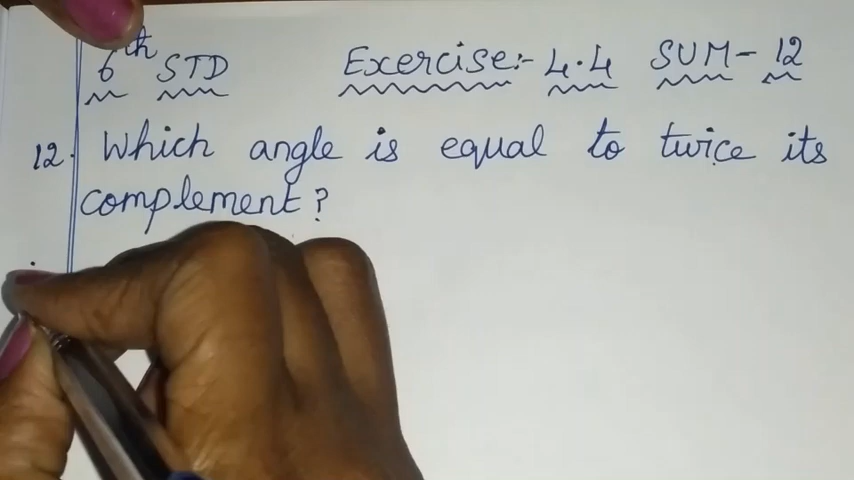 6th STD Exercise:- 4.4 SUM- 12
12. Which angle is equal to twice its
complement?